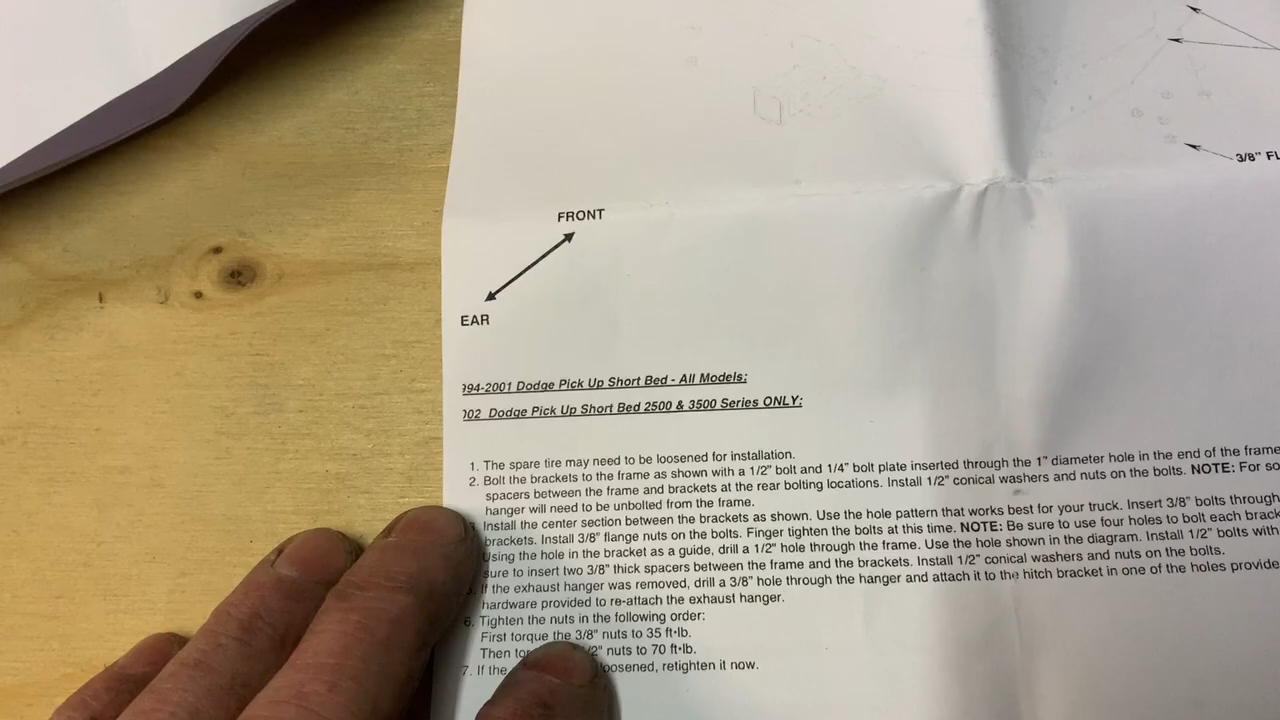 3/8" FL
FRONT
EAR
994-2001 Dodge Pick Up Short Bed - All Models:
002 Dodge Pick Up Short Bed 2500 & 3500 Series ONLY:
1. The spare tire may need to be loosened for installation.
2. Bolt the brackets to the frame as shown with a 1/2" bolt and 1/4" bolt plate inserted through the 1" diameter hole in the end of the frame
spacers between the frame and brackets at the rear bolting locations. Install 1/2" conical washers and nuts on the bolts. NOTE: For so
hanger will need to be unbolted from the frame.
Install the center section between the brackets as shown. Use the hole pattern that works best for your truck. Insert 3/8" bolts through
brackets. Install 3/8" flange nuts on the bolts. Finger tighten the bolts at this time. NOTE: Be sure to use four holes to bolt each brack
Using the hole in the bracket as a guide, drill a 1/2" hole through the frame. Use the hole shown in the diagram. Install 1/2" bolts with
sure to insert two 3/8" thick spacers between the frame and the brackets. Install 1/2" conical washers and nuts on the bolts.
If the exhaust hanger was removed, drill a 3/8" hole through the hanger and attach it to the hitch bracket in one of the holes provide
hardware provided to re-attach the exhaust hanger.
6. Tighten the nuts in the following order:
First torque the 3/8" nuts to 35 ft•lb.
Then tor /2" nuts to 70 ft•lb.
7. If the loosened, retighten it now.